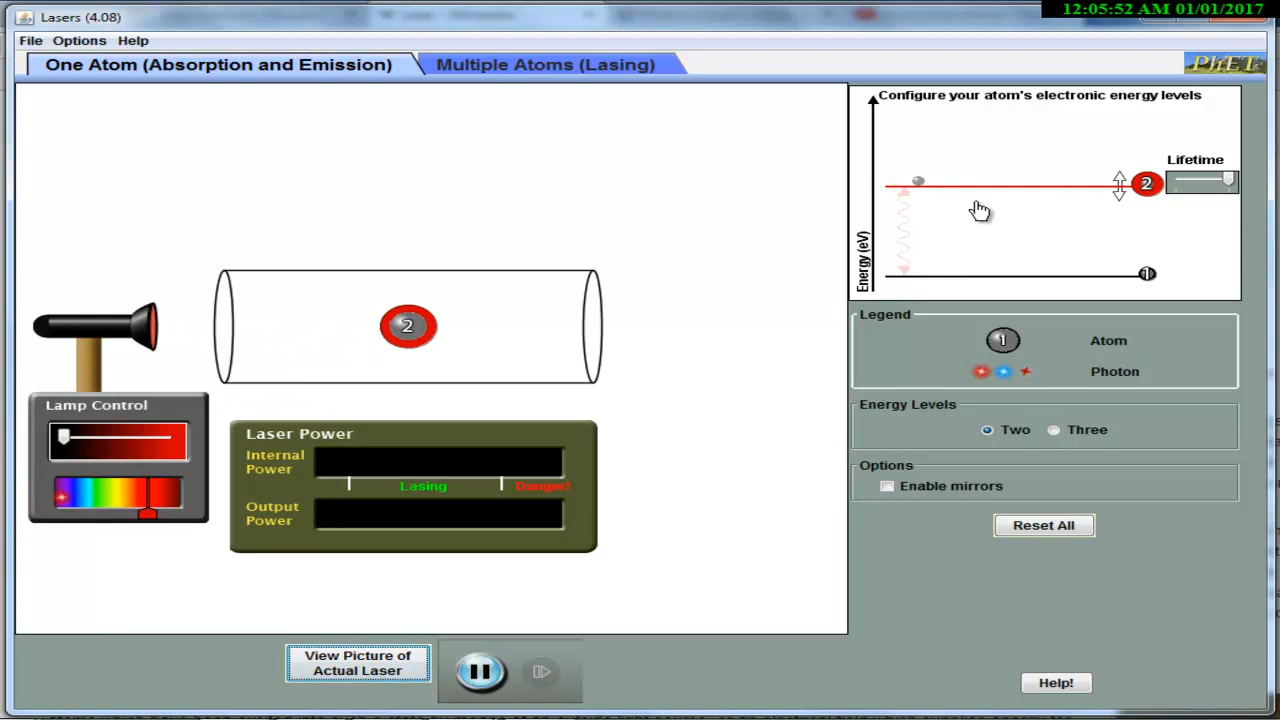 12:05:52 AM 01/01/2017
Lasers (4.08)
File Options Help
One Atom (Absorption and Emission)
Multiple Atoms (Lasing)
PhET
Configure your atom's electronic energy levels
Lifetime
2
Energy (eV)
1
2
Legend
1 Atom
Photon
Lamp Control
Energy Levels
Two Three
Laser Power
Internal
Power
Lasing Danger!
Output
Power
Options
Enable mirrors
Reset All
View Picture of
Actual Laser
Help!